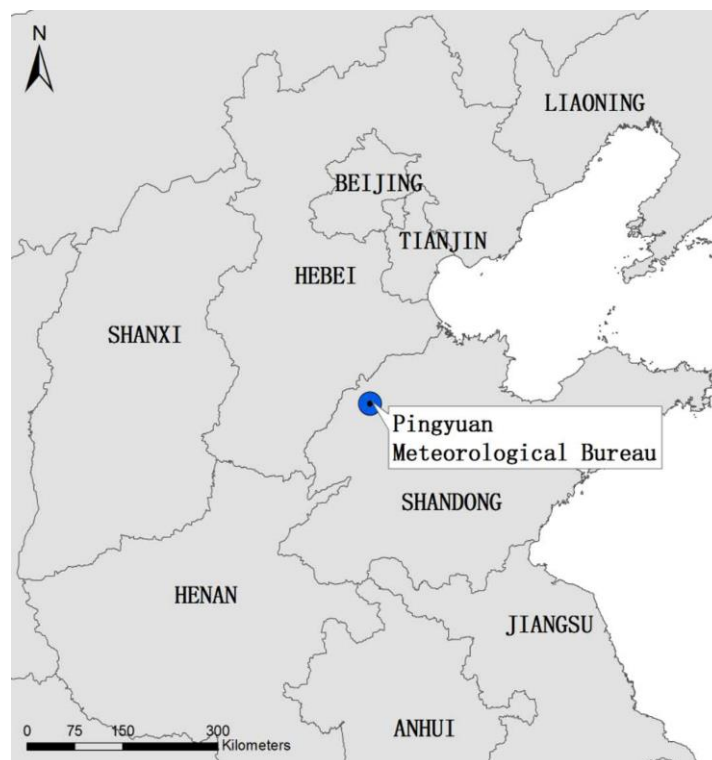 N
LIAONING
BEIJING
TIANJIN
HEBEI
SHANXI
Pingyuan
Meteorological Bureau
SHANDONG
HENAN
JIANGSU
ANHUI
0 75 150 300
Kilometers